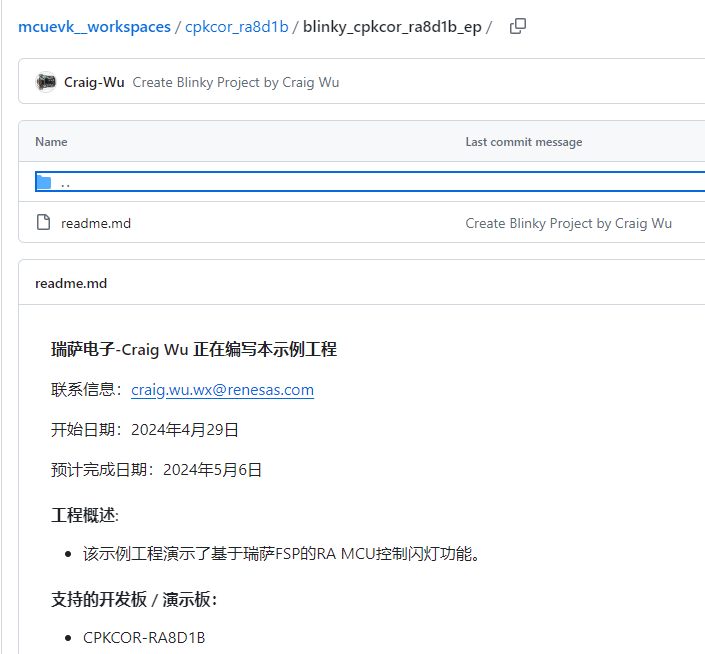 mcuevk__workspaces / cpkcor_ra8d1b / blinky_cpkcor_ra8d1b_ep /
Craig-Wu Create Blinky Project by Craig Wu
Name Last commit message
..
readme.md Create Blinky Project by Craig Wu
readme.md
瑞萨电子-Craig Wu 正在编写本示例工程
联系信息：craig.wu.wx@renesas.com
开始日期：2024年4月29日
预计完成日期：2024年5月6日
工程概述:
• 该示例工程演示了基于瑞萨FSP的RA MCU控制闪灯功能。
支持的开发板 / 演示板：
• CPKCOR-RA8D1B